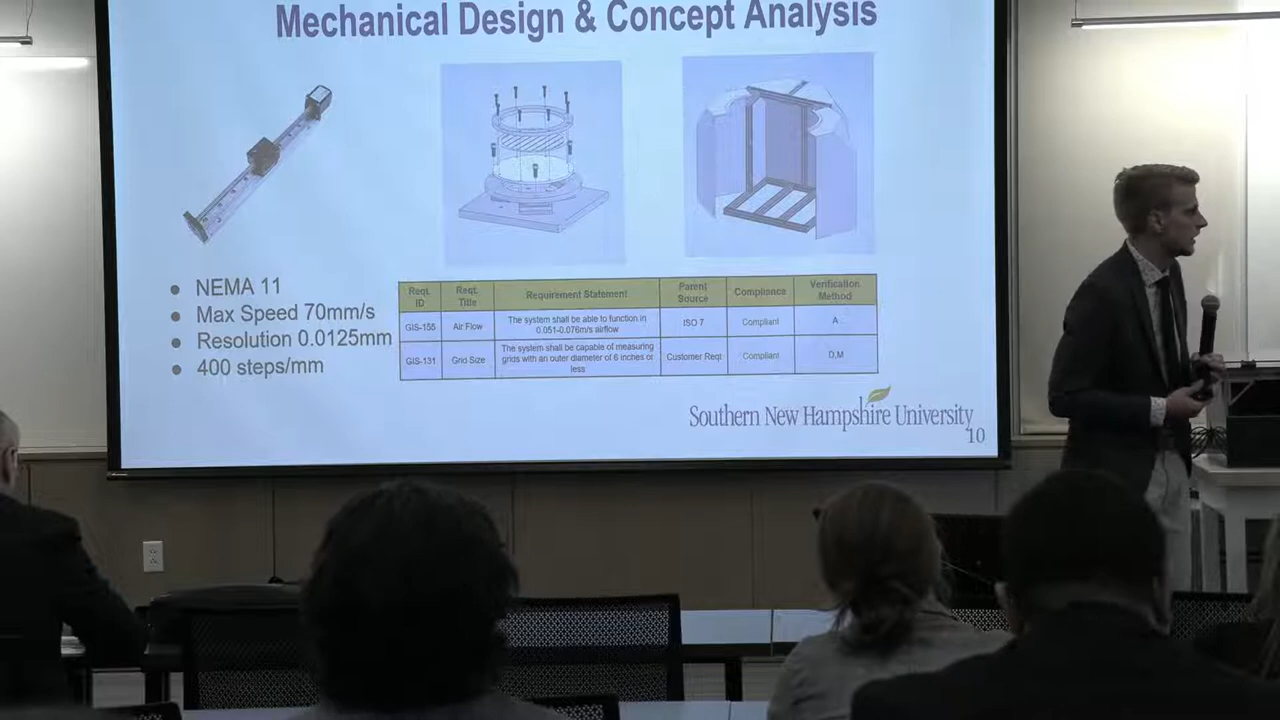 Mechanical Design & Concept Analysis
• NEMA 11
• Max Speed 70mm/s
• Resolution 0.0125mm
• 400 steps/mm
Reqt. ID
Reqt. Title
Requirement Statement
Parent Source
Compliance
Verification Method
GIS-155
Air Flow
The system shall be able to function in
0.051-0.076m/s airflow
ISO 7
Compliant
A
GIS-131
Grid Size
The system shall be capable of measuring
grids with an outer diameter of 6 inches or
less
Customer Reqt
Compliant
D,M
Southern New Hampshire University
10